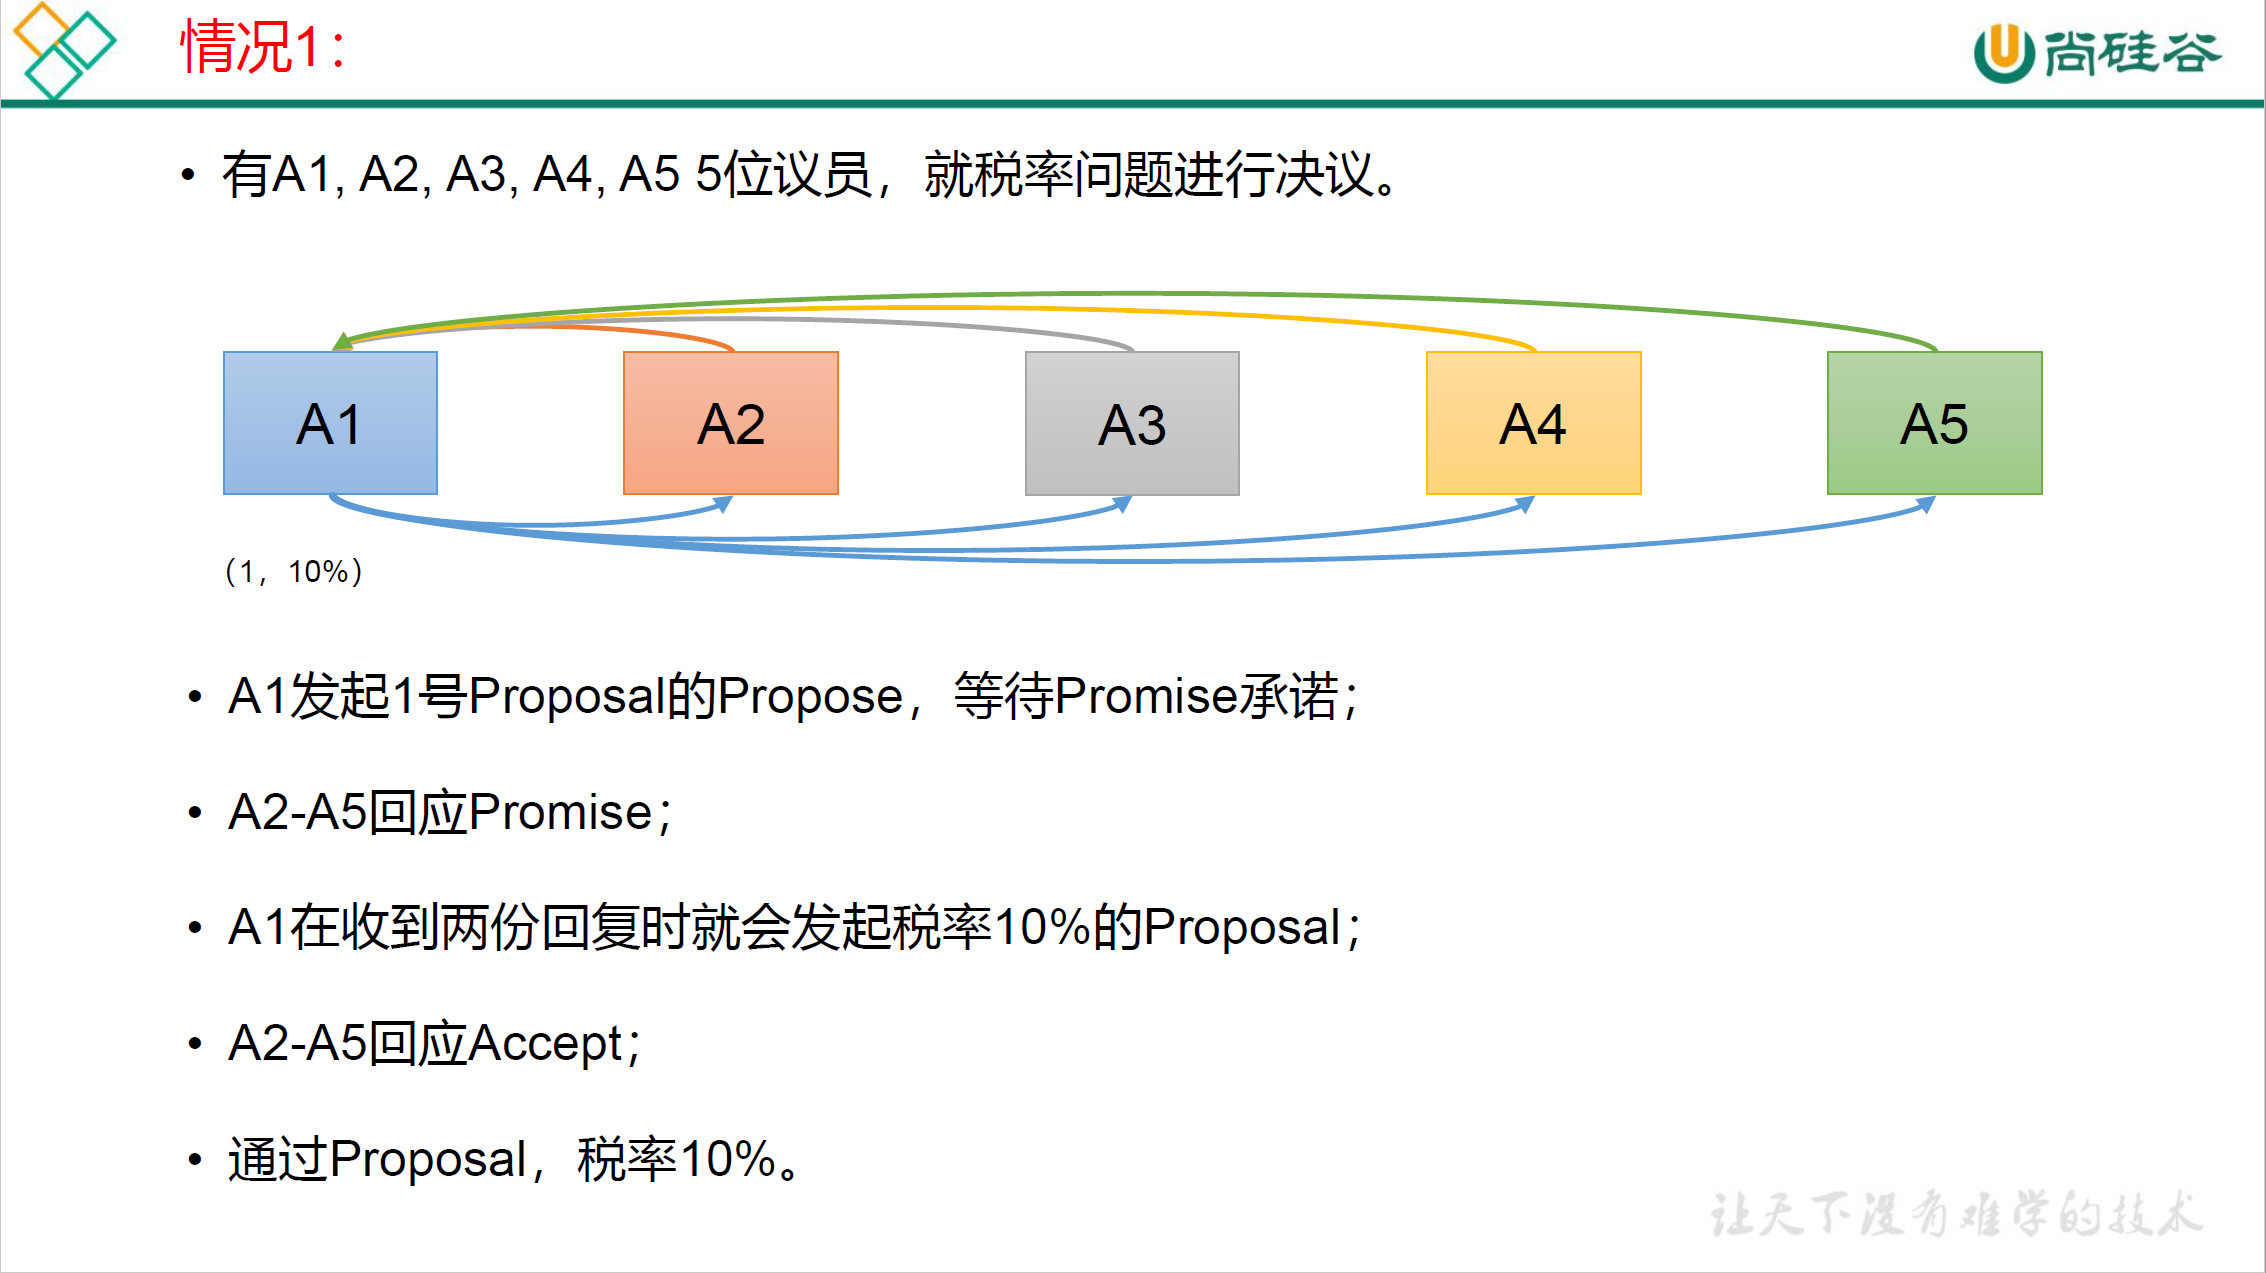 情况1：
尚硅谷
• 有A1, A2, A3, A4, A5 5位议员，就税率问题进行决议。
A1
A2
A3
A4
A5
（1，10%）
• A1发起1号Proposal的Propose，等待Promise承诺；
• A2-A5回应Promise；
• A1在收到两份回复时就会发起税率10%的Proposal；
• A2-A5回应Accept；
• 通过Proposal，税率10%。
让天下没有难学的技术